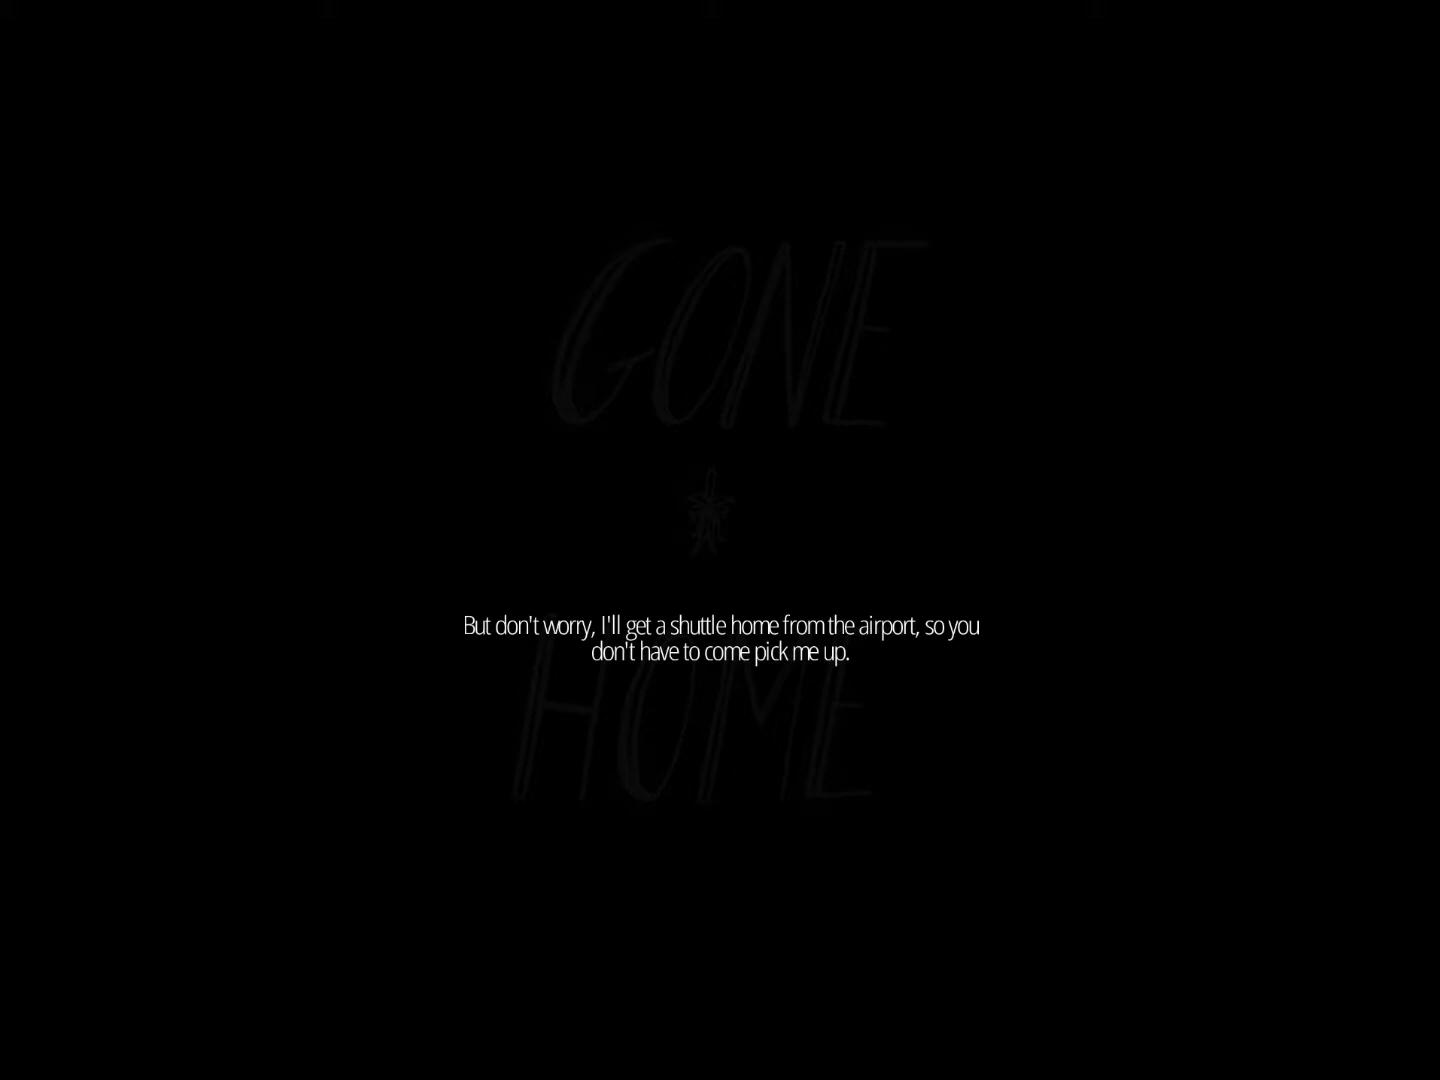 GONE
But don't worry, I'll get a shuttle home from the airport, so you
don't have to come pick me up.
HOME